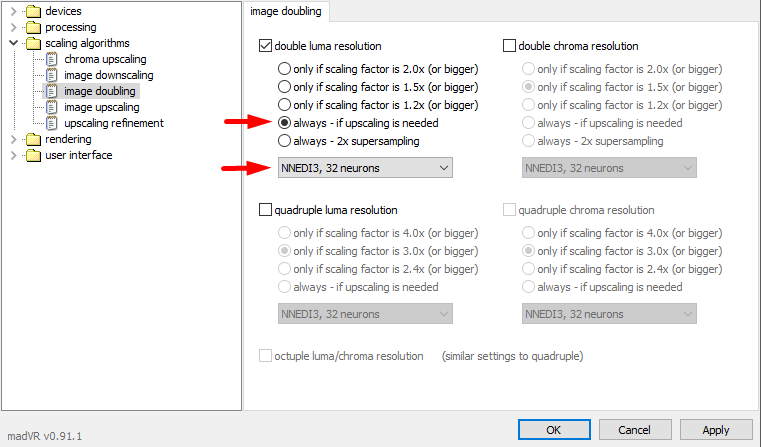 devices
processing
scaling algorithms
chroma upscaling
image downscaling
image doubling
image upscaling
upscaling refinement
rendering
user interface
madVR v0.91.1
image doubling
double luma resolution
only if scaling factor is 2.0x (or bigger)
only if scaling factor is 1.5x (or bigger)
only if scaling factor is 1.2x (or bigger)
always - if upscaling is needed
always - 2x supersampling
NNEDI3, 32 neurons
double chroma resolution
only if scaling factor is 2.0x (or bigger)
only if scaling factor is 1.5x (or bigger)
only if scaling factor is 1.2x (or bigger)
always - if upscaling is needed
always - 2x supersampling
NNEDI3, 32 neurons
quadruple luma resolution
only if scaling factor is 4.0x (or bigger)
only if scaling factor is 3.0x (or bigger)
only if scaling factor is 2.4x (or bigger)
always - if upscaling is needed
NNEDI3, 32 neurons
quadruple chroma resolution
only if scaling factor is 4.0x (or bigger)
only if scaling factor is 3.0x (or bigger)
only if scaling factor is 2.4x (or bigger)
always - if upscaling is needed
NNEDI3, 32 neurons
octuple luma/chroma resolution (similar settings to quadruple)
OK
Cancel
Apply